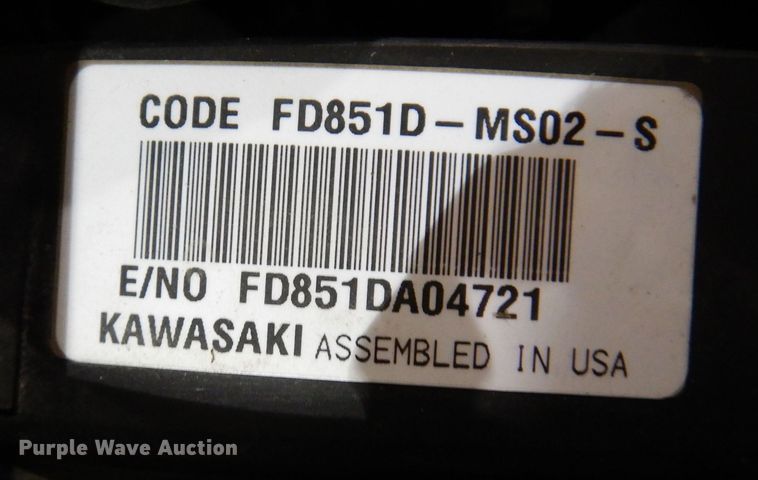 CODE FD851D-MS02-S
E/NO FD851DA04721
KAWASAKI ASSEMBLED IN USA
Purple Wave Auction